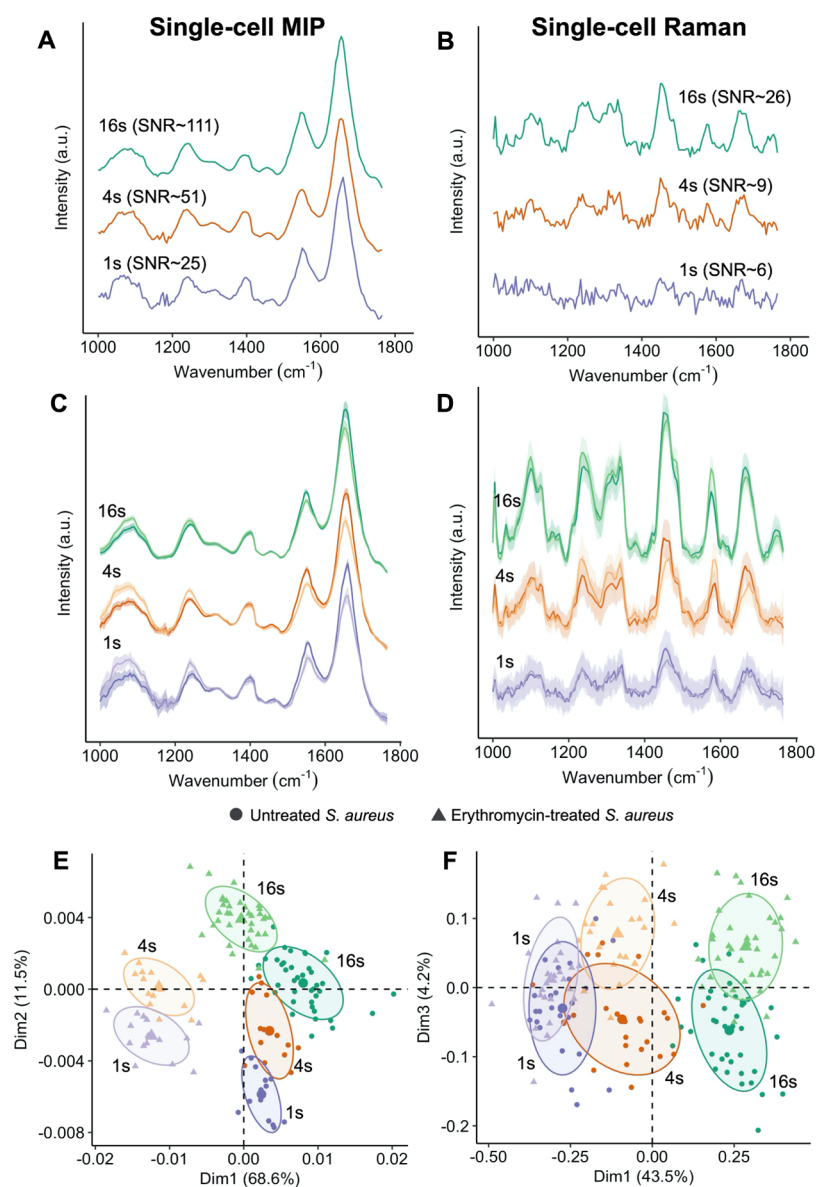 Single-cell MIP
Single-cell Raman
A
16s (SNR~111)
4s (SNR~51)
1s (SNR~25)
Intensity (a.u.)
1000 1200 1400 1600 1800
Wavenumber (cm⁻¹)
B
16s (SNR~26)
4s (SNR~9)
1s (SNR~6)
Intensity (a.u.)
1000 1200 1400 1600 1800
Wavenumber (cm⁻¹)
C
16s
4s
1s
Intensity (a.u.)
1000 1200 1400 1600 1800
Wavenumber (cm⁻¹)
D
16s
4s
1s
Intensity (a.u.)
1000 1200 1400 1600 1800
Wavenumber (cm⁻¹)
Untreated S. aureus
Erythromycin-treated S. aureus
E
16s
4s
16s
1s
4s
1s
Dim2 (11.5%)
0.004
0.000
-0.004
-0.008
-0.02 -0.01 0.00 0.01 0.02
Dim1 (68.6%)
F
4s
16s
1s
1s
4s
16s
Dim3 (4.2%)
0.1
0.0
-0.1
-0.2
-0.50 -0.25 0.00 0.25
Dim1 (43.5%)